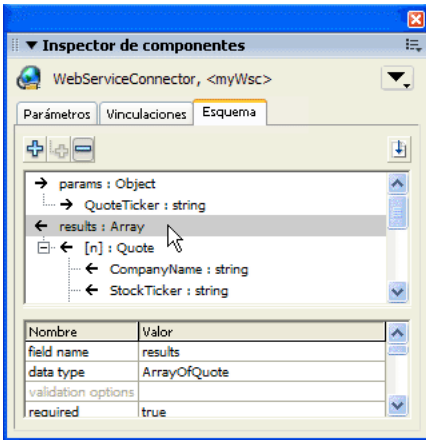 Inspector de componentes
WebServiceConnector, <myWsc>
Parámetros Vinculaciones Esquema
params : Object
QuoteTicker : string
results : Array
[n] : Quote
CompanyName : string
StockTicker : string
Nombre Valor
field name results
data type ArrayOfQuote
validation options
required true